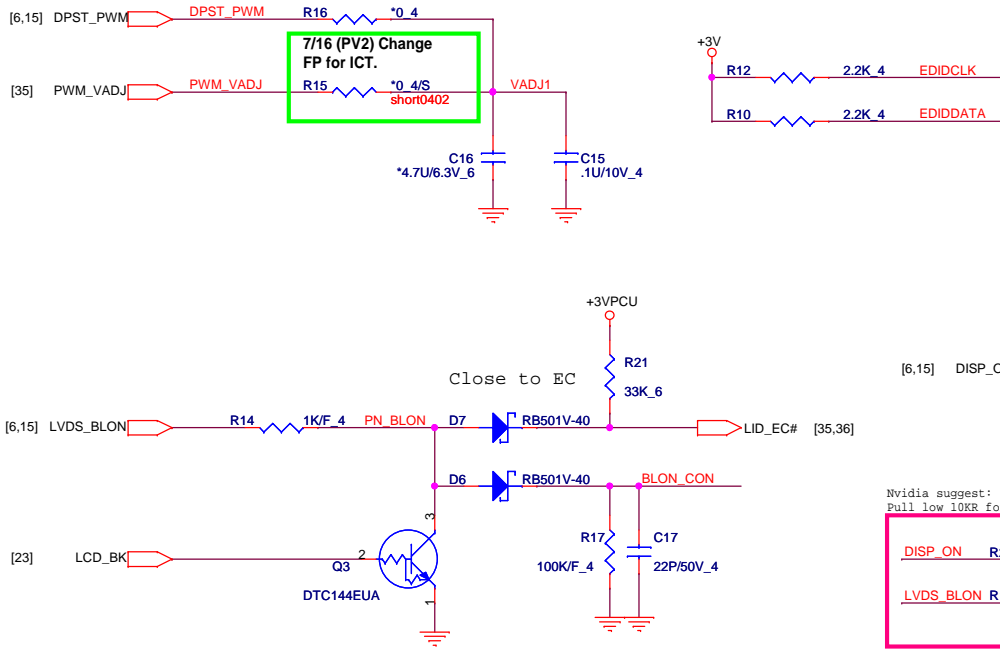 [6,15] DPST_PWM DPST_PWM R16 *0_4
7/16 (PV2) Change
FP for ICT.
[35] PWM_VADJ PWM_VADJ R15 *0_4/S VADJ1
short0402
C16
*4.7U/6.3V_6
C15
.1U/10V_4
+3V
R12 2.2K_4 EDIDCLK
R10 2.2K_4 EDIDDATA
+3VPCU
R21
33K_6
Close to EC
[6,15] LVDS_BLON R14 1K/F_4 PN_BLON D7 RB501V-40 LID_EC# [35,36]
D6 RB501V-40 BLON_CON
R17
100K/F_4
C17
22P/50V_4
[23] LCD_BK 2 Q3 3 1
DTC144EUA
[6,15]
Nvidia suggest:
Pull low 10KR
DISP_ON
LVDS_BLON